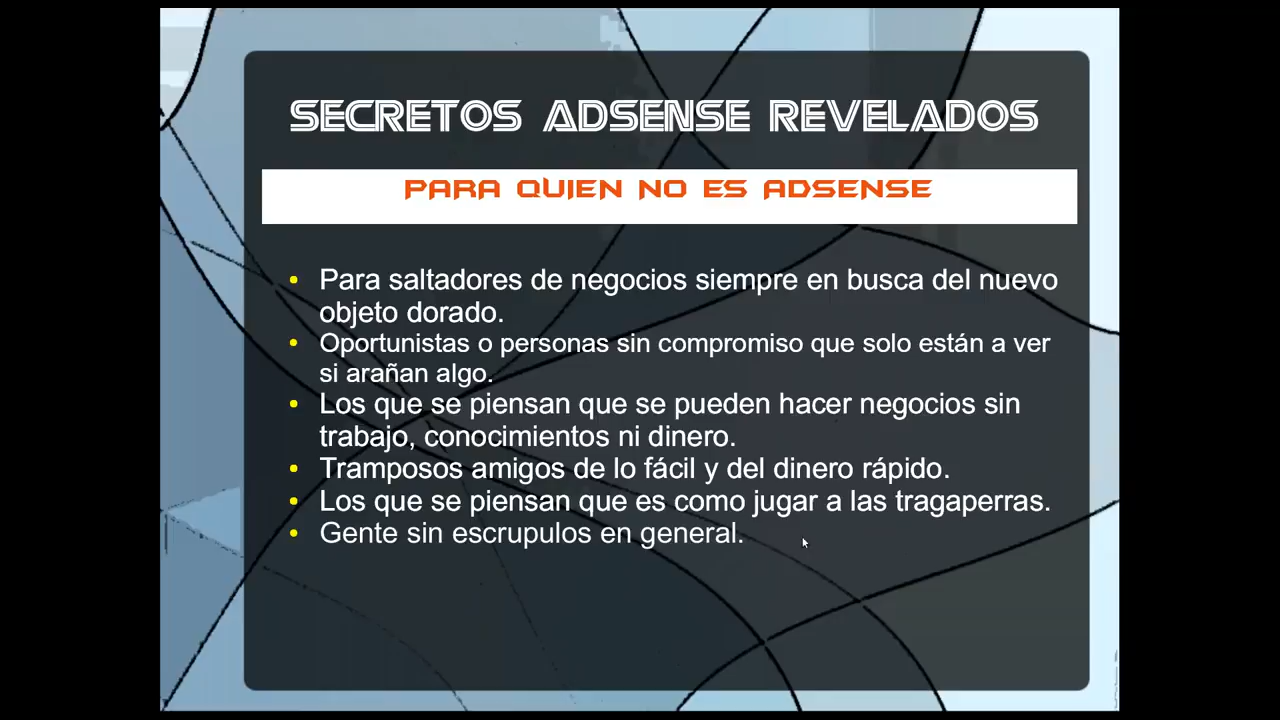 SECRETOS ADSENSE REVELADOS
PARA QUIEN NO ES ADSENSE
• Para saltadores de negocios siempre en busca del nuevo
objeto dorado.
• Oportunistas o personas sin compromiso que solo están a ver
si arañan algo.
• Los que se piensan que se pueden hacer negocios sin
trabajo, conocimientos ni dinero.
• Tramposos amigos de lo fácil y del dinero rápido.
• Los que se piensan que es como jugar a las tragaperras.
• Gente sin escrupulos en general.